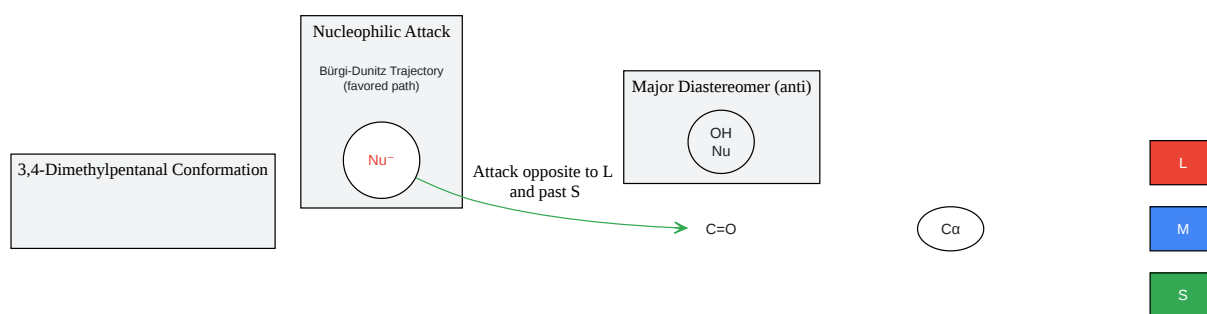 Nucleophilic Attack
Bürgi-Dunitz Trajectory
(favored path)
Nu⁻
3,4-Dimethylpentanal Conformation
Attack opposite to L
and past S
Major Diastereomer (anti)
OH
Nu
C=O
Cα
L
M
S